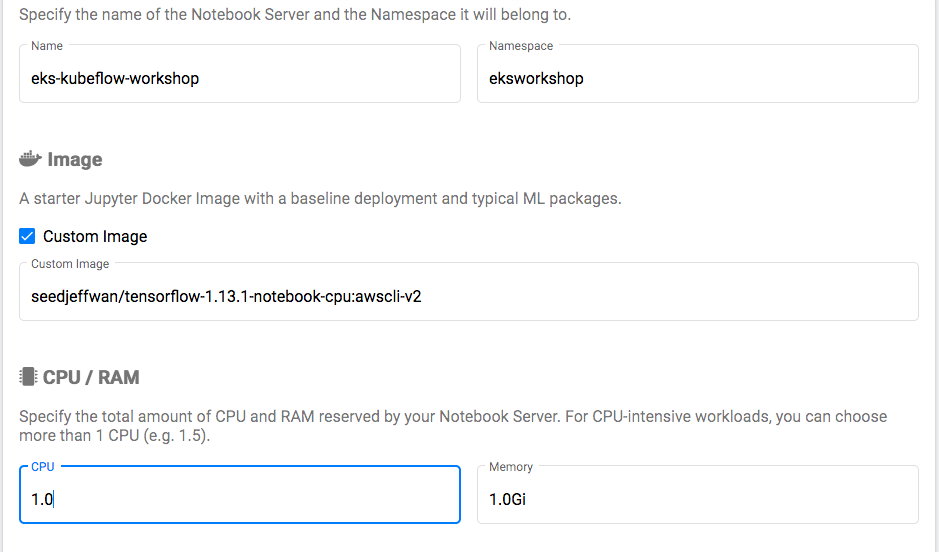 Specify the name of the Notebook Server and the Namespace it will belong to.
Name
Namespace
eks-kubeflow-workshop
eksworkshop
Image
A starter Jupyter Docker Image with a baseline deployment and typical ML packages.
Custom Image
Custom Image
seedjeffwan/tensorflow-1.13.1-notebook-cpu:awscli-v2
CPU / RAM
Specify the total amount of CPU and RAM reserved by your Notebook Server. For CPU-intensive workloads, you can choose
more than 1 CPU (e.g. 1.5).
CPU
Memory
1.0
1.0Gi